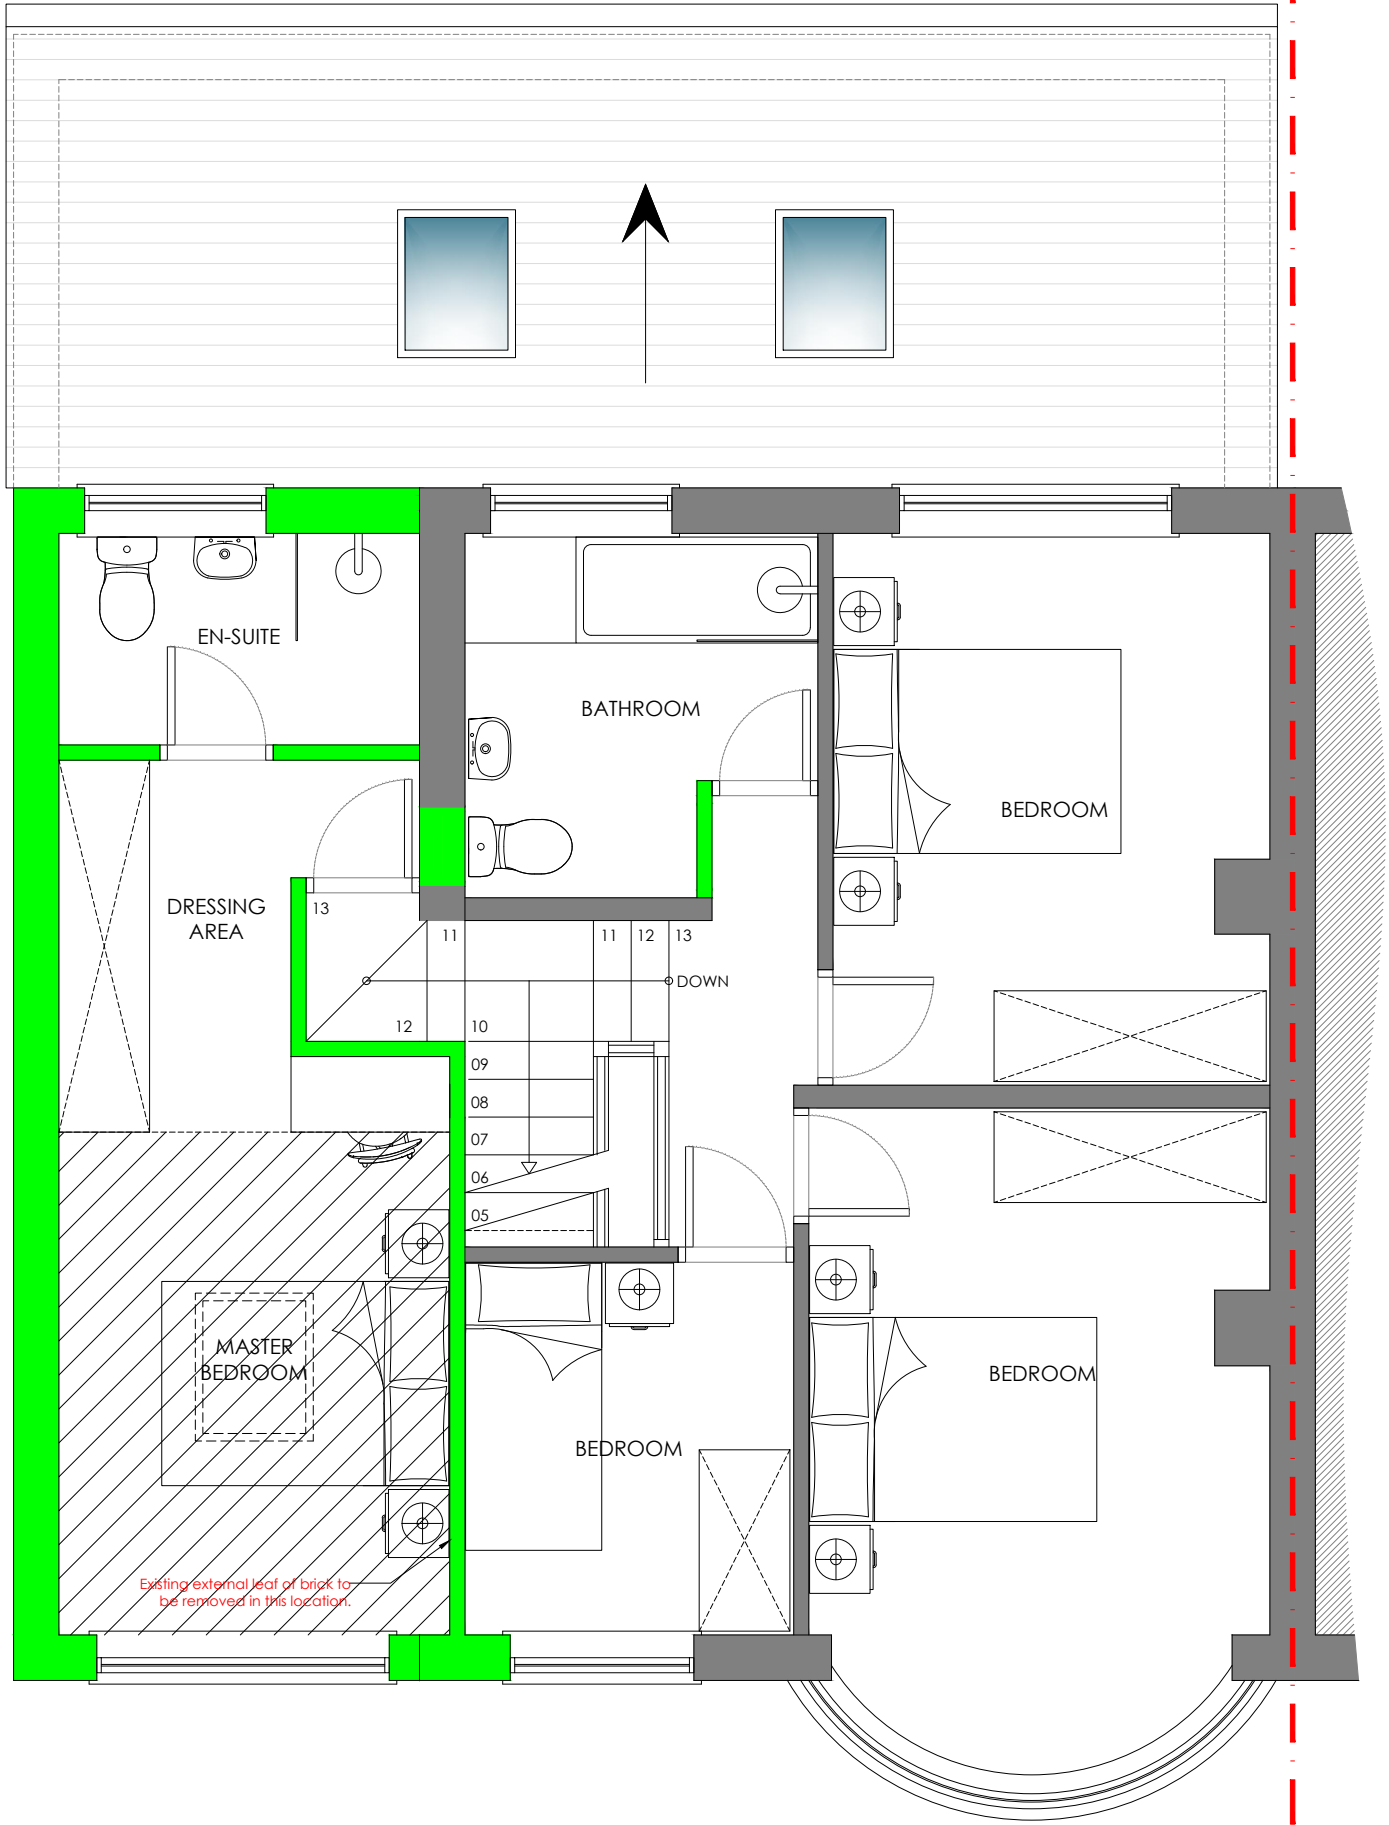 EN-SUITE
BATHROOM
BEDROOM
DRESSING
AREA
13
11
11
12
13
DOWN
12
10
09
08
07
06
05
MASTER
BEDROOM
BEDROOM
BEDROOM
Existing external leaf of brick to
be removed in this location.